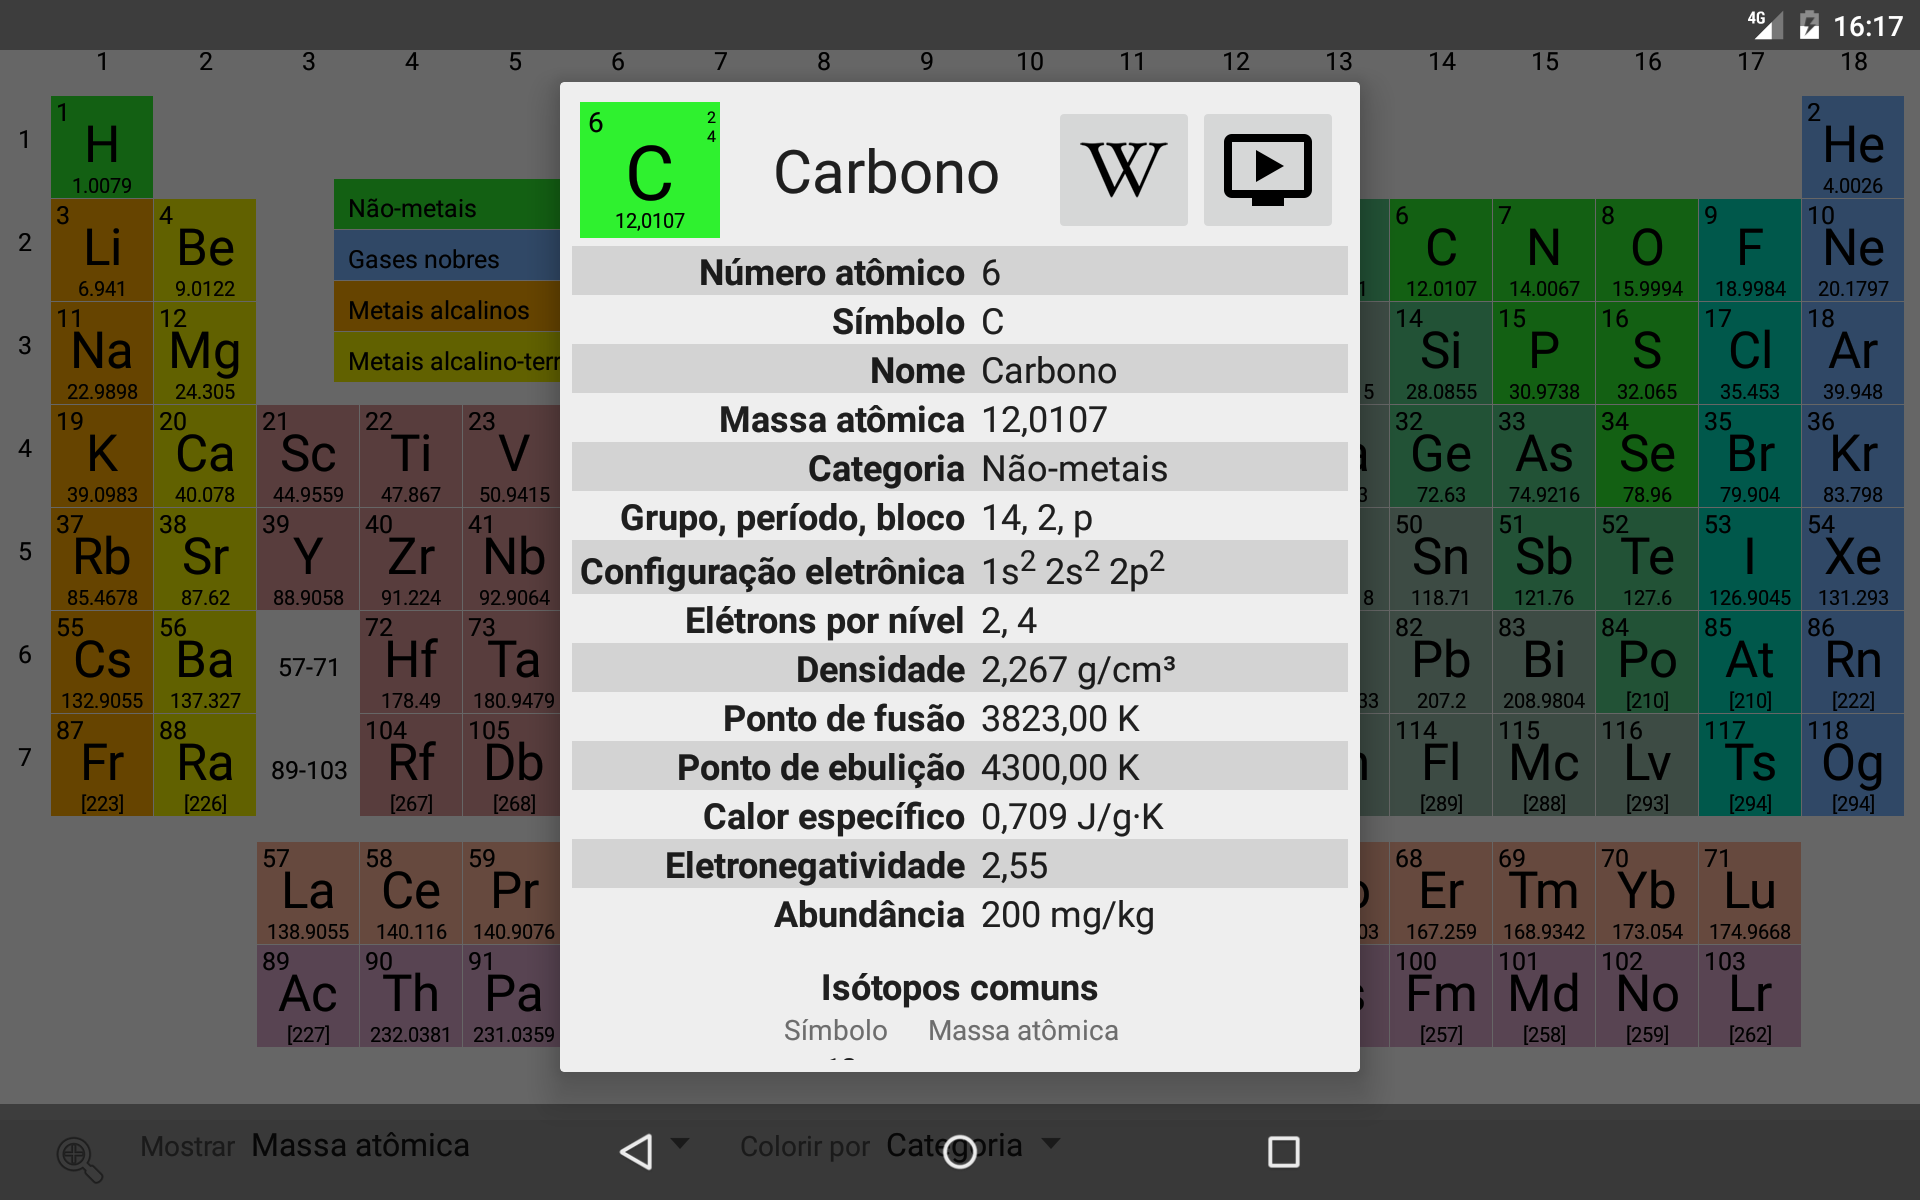 4G 16:17
1 2 3 4 5 6 7 8 9 10 11 12 13 14 15 16 17 18
1
1 H 1.0079
2 He 4.0026
Não-metais
Gases nobres
Metais alcalinos
Metais alcalino-terr
2
3 Li 6.941
4 Be 9.0122
6 C 12.0107
7 N 14.0067
8 O 15.9994
9 F 18.9984
10 Ne 20.1797
3
11 Na 22.9898
12 Mg 24.305
14 Si 28.0855
15 P 30.9738
16 S 32.065
17 Cl 35.453
18 Ar 39.948
4
19 K 39.0983
20 Ca 40.078
21 Sc 44.9559
22 Ti 47.867
23 V 50.9415
32 Ge 72.63
33 As 74.9216
34 Se 78.96
35 Br 79.904
36 Kr 83.798
5
37 Rb 85.4678
38 Sr 87.62
39 Y 88.9058
40 Zr 91.224
41 Nb 92.9064
50 Sn 118.71
51 Sb 121.76
52 Te 127.6
53 I 126.9045
54 Xe 131.293
6
55 Cs 132.9055
56 Ba 137.327
57-71
72 Hf 178.49
73 Ta 180.9479
82 Pb 207.2
83 Bi 208.9804
84 Po [210]
85 At [210]
86 Rn [222]
7
87 Fr [223]
88 Ra [226]
89-103
104 Rf [267]
105 Db [268]
114 Fl [289]
115 Mc [288]
116 Lv [293]
117 Ts [294]
118 Og [294]
57 La 138.9055
58 Ce 140.116
59 Pr 140.9076
68 Er 167.259
69 Tm 168.9342
70 Yb 173.054
71 Lu 174.9668
89 Ac [227]
90 Th 232.0381
91 Pa 231.0359
100 Fm [257]
101 Md [258]
102 No [259]
103 Lr [262]
6 2
4
C
12,0107
Carbono W
Número atômico 6
Símbolo C
Nome Carbono
Massa atômica 12,0107
Categoria Não-metais
Grupo, período, bloco 14, 2, p
Configuração eletrônica 1s² 2s² 2p²
Elétrons por nível 2, 4
Densidade 2,267 g/cm³
Ponto de fusão 3823,00 K
Ponto de ebulição 4300,00 K
Calor específico 0,709 J/g·K
Eletronegatividade 2,55
Abundância 200 mg/kg
Isótopos comuns
Símbolo Massa atômica
Mostrar Massa atômica Colorir por Categoria